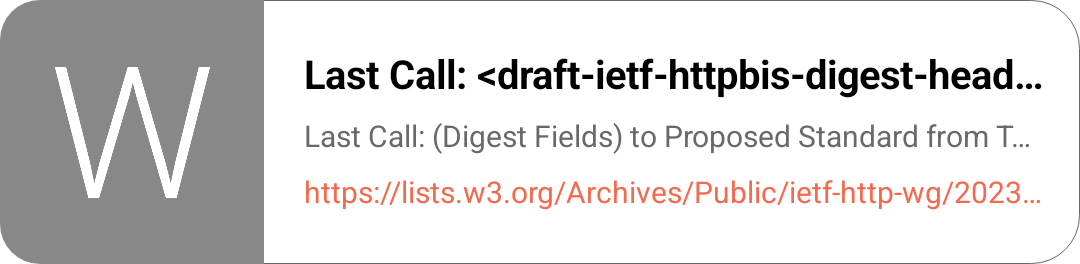 W
Last Call: <draft-ietf-httpbis-digest-head...
Last Call: (Digest Fields) to Proposed Standard from T...
https://lists.w3.org/Archives/Public/ietf-http-wg/2023...